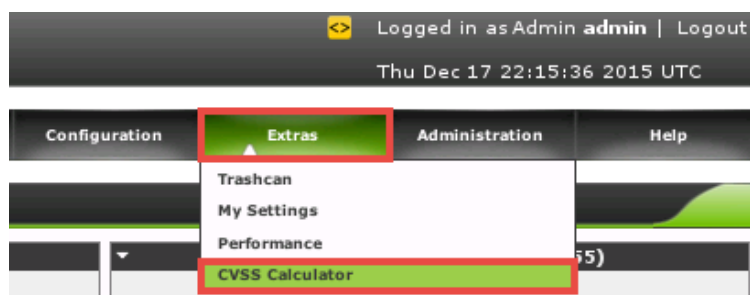 <> Logged in as Admin admin | Logout
Thu Dec 17 22:15:36 2015 UTC
Configuration Extras Administration Help
Trashcan
My Settings
Performance
55)
CVSS Calculator